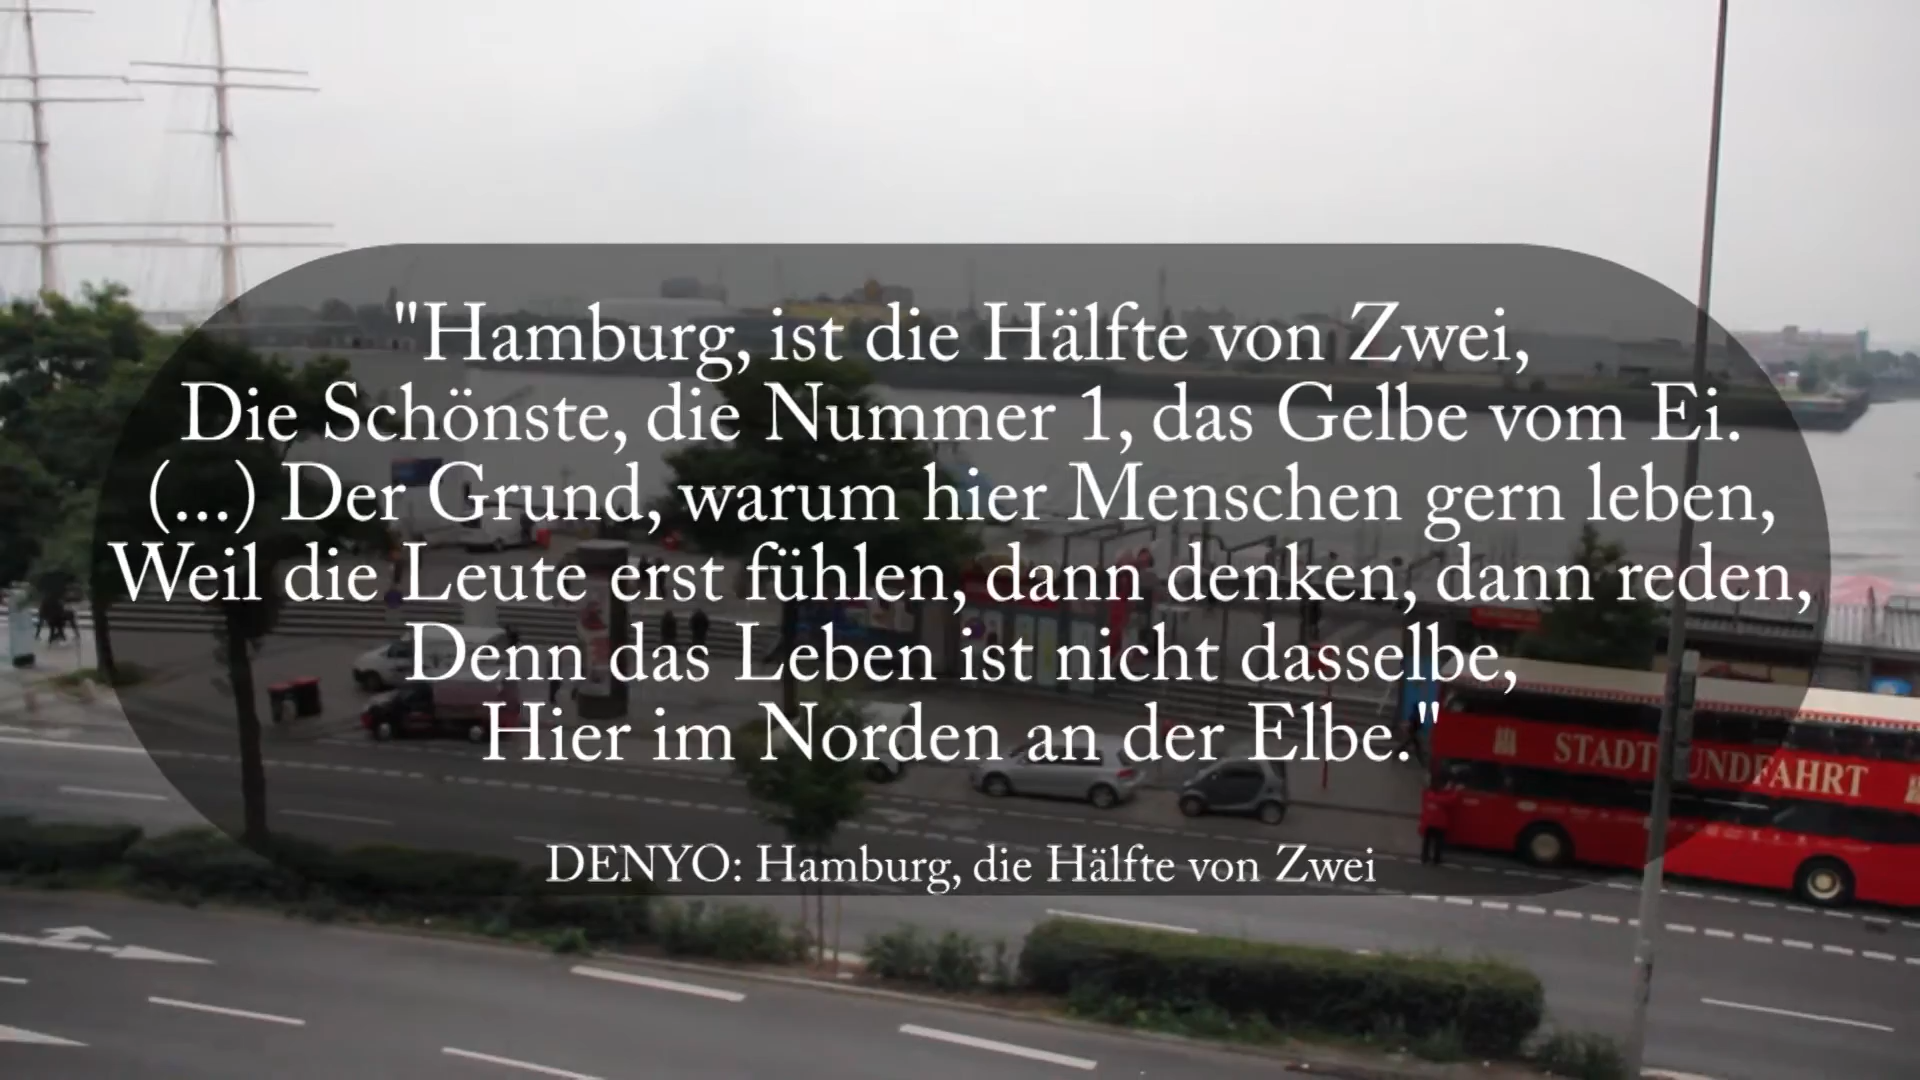 "Hamburg, ist die Hälfte von Zwei,
Die Schönste, die Nummer 1, das Gelbe vom Ei.
(...) Der Grund, warum hier Menschen gern leben,
Weil die Leute erst fühlen, dann denken, dann reden,
Denn das Leben ist nicht dasselbe,
Hier im Norden an der Elbe."
STADTRUNDFAHRT
DENYO: Hamburg, die Hälfte von Zwei